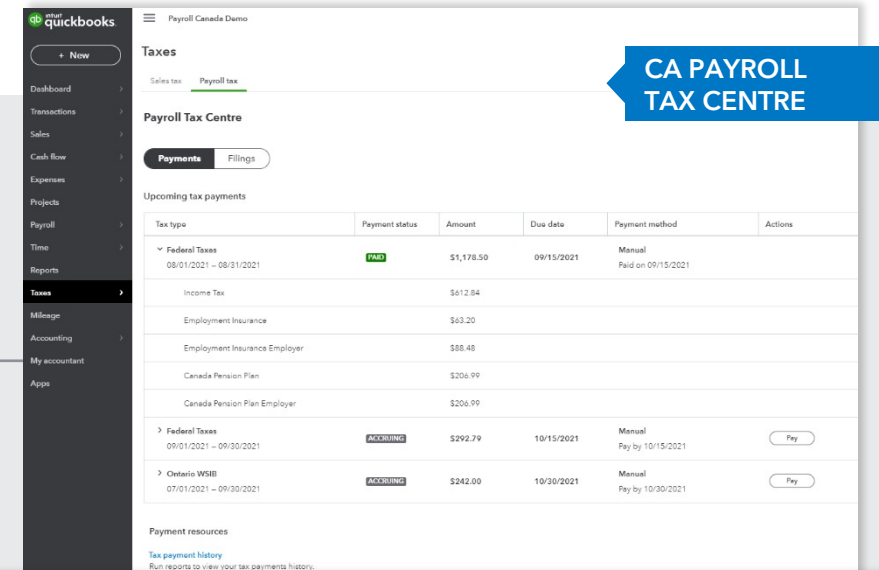 qb intuit quickbooks.
Payroll Canada Demo
+ New
Dashboard
Transactions
Sales
Cash flow
Expenses
Projects
Payroll
Time
Reports
Taxes
Mileage
Accounting
My accountant
Apps
Taxes
Sales tax Payroll tax
CA PAYROLL
TAX CENTRE
Payroll Tax Centre
Payments Filings
Upcoming tax payments
Tax type Payment status Amount Due date Payment method Actions
Federal Taxes PAID $1,178.50 09/15/2021 Manual
08/01/2021 – 08/31/2021 Paid on 09/15/2021
Income Tax $612.84
Employment Insurance $63.20
Employment Insurance Employer $88.48
Canada Pension Plan $206.99
Canada Pension Plan Employer $206.99
Federal Taxes ACCRUING $292.79 10/15/2021 Manual Pay
09/01/2021 – 09/30/2021 Pay by 10/15/2021
Ontario WSIB ACCRUING $242.00 10/30/2021 Manual Pay
07/01/2021 – 09/30/2021 Pay by 10/30/2021
Payment resources
Tax payment history
Run reports to view your tax payments history.